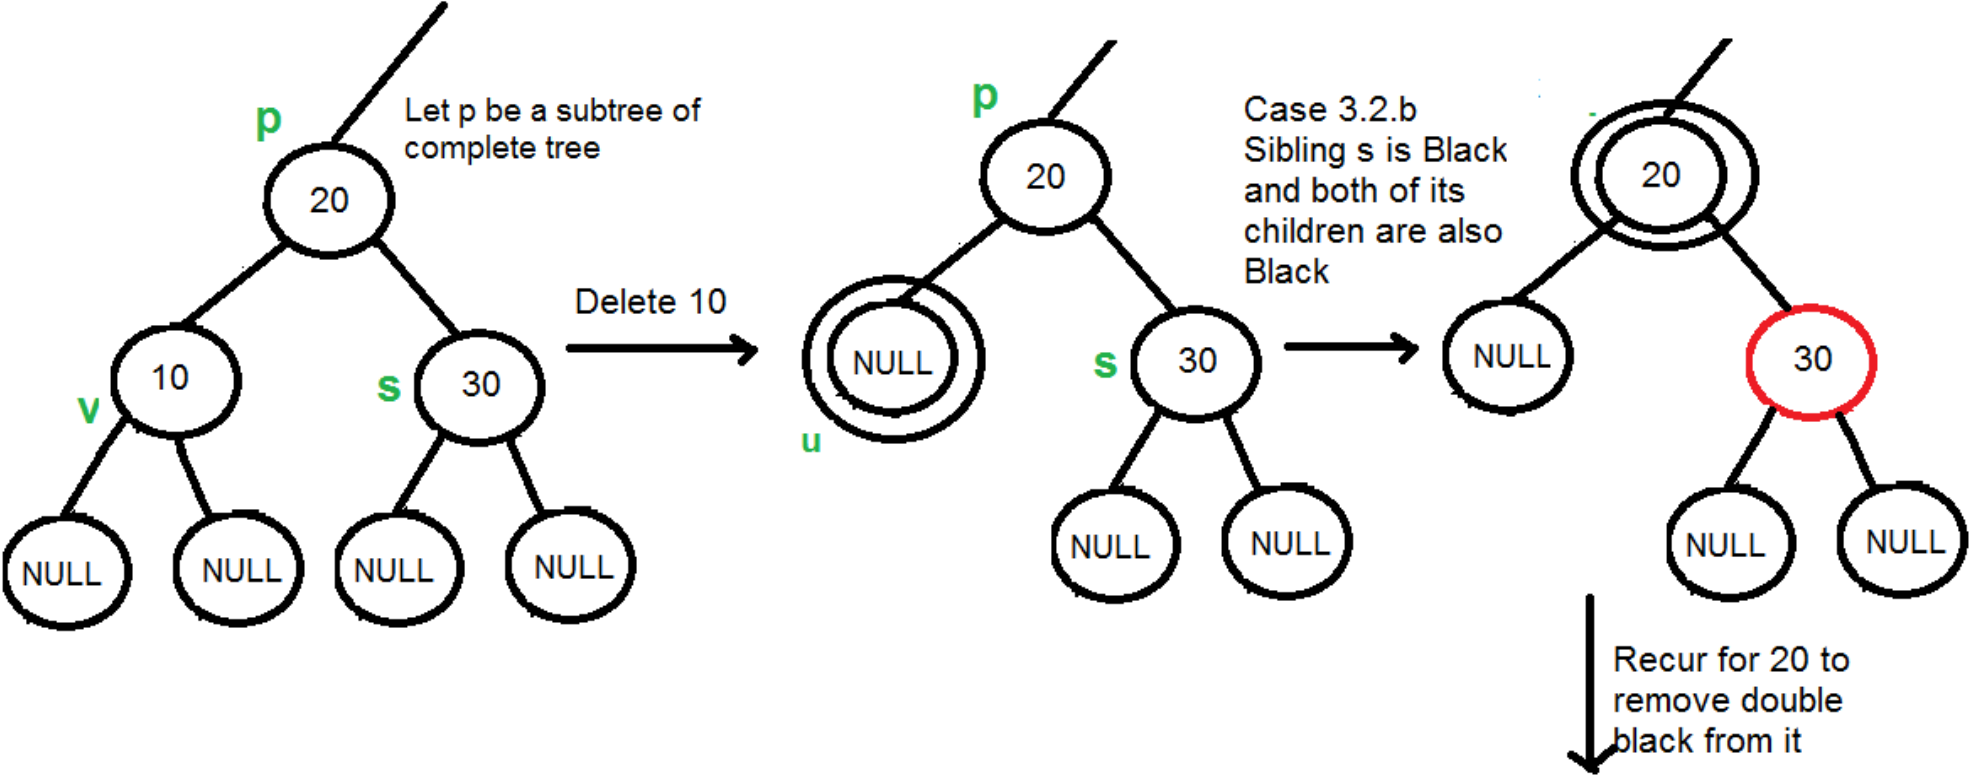 p
Let p be a subtree of
complete tree
20
10
v
s
30
NULL
NULL
NULL
NULL
Delete 10
p
20
NULL
u
s
30
NULL
NULL
Case 3.2.b
Sibling s is Black
and both of its
children are also
Black
20
NULL
30
NULL
NULL
Recur for 20 to
remove double
black from it